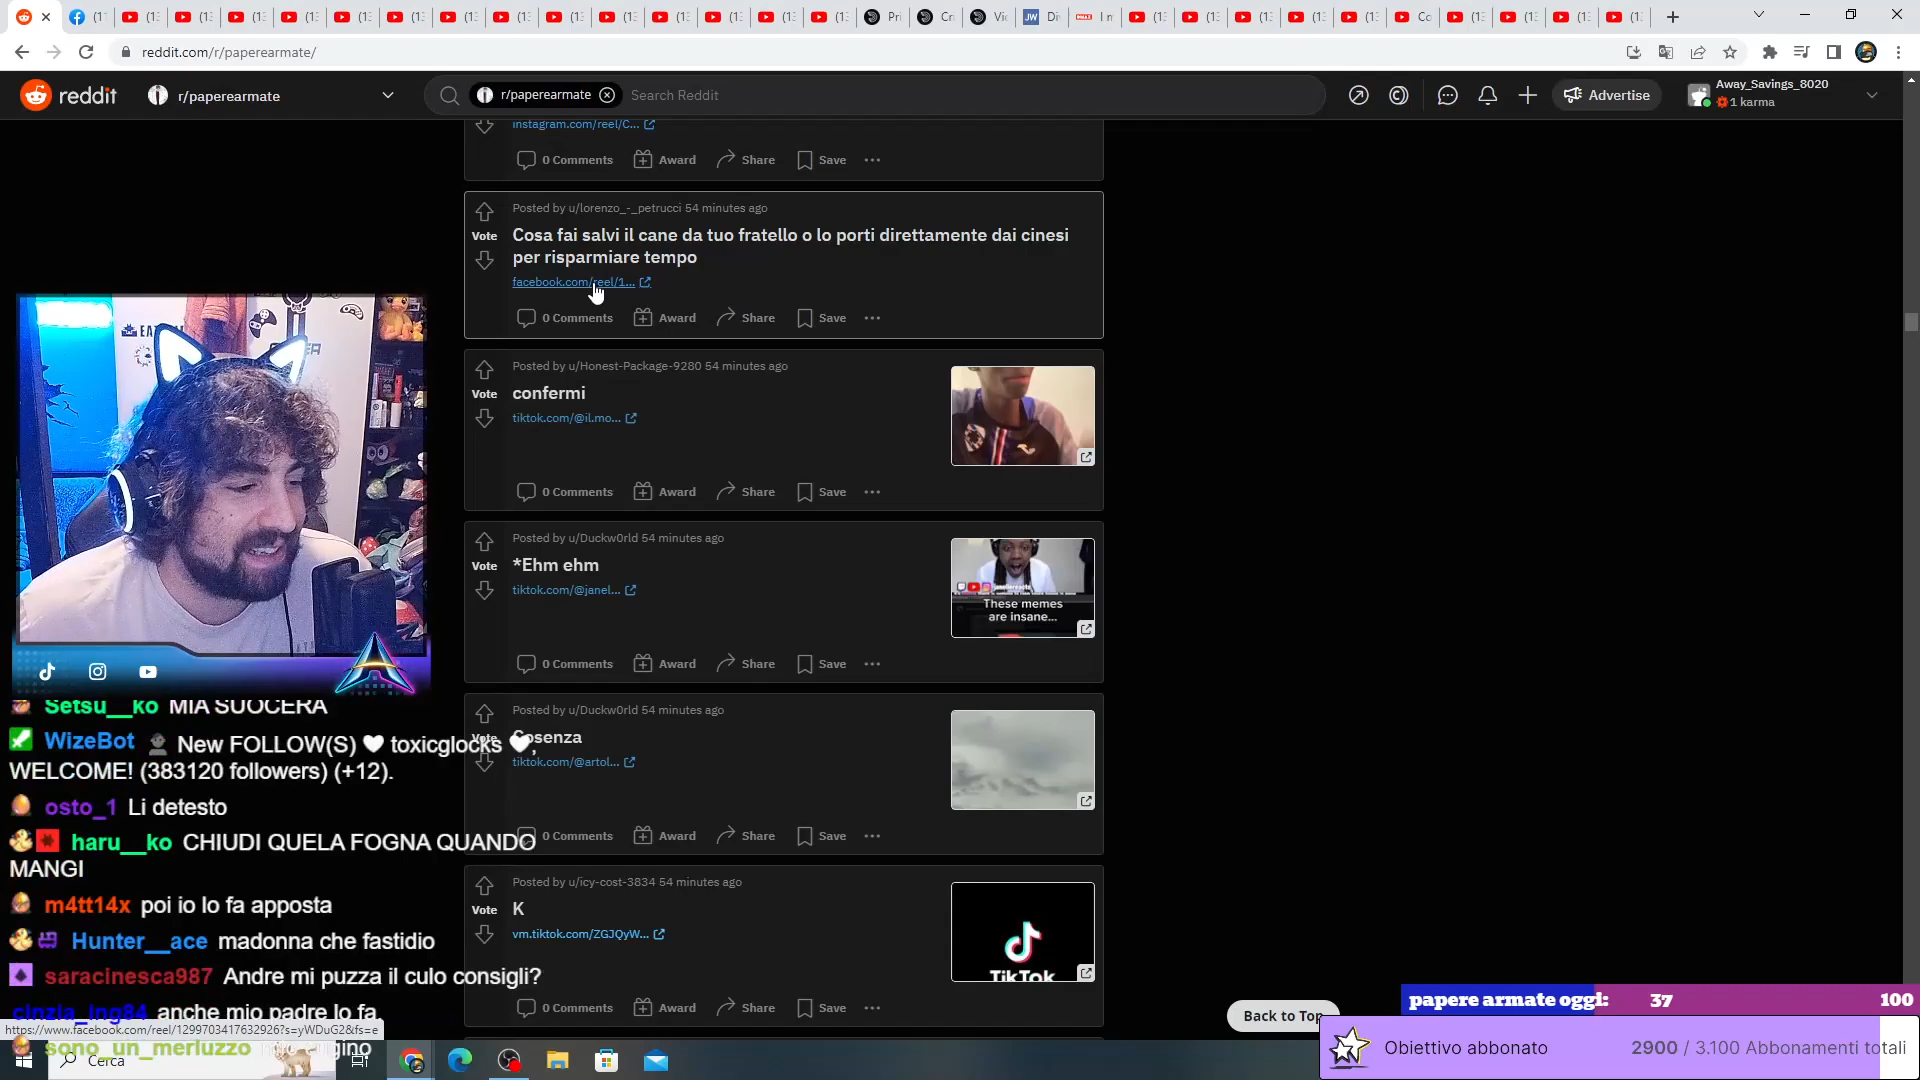 reddit.com/r/paperearmate/
reddit
r/paperearmate
r/paperearmate
Search Reddit
Advertise
Away_Savings_8020
1 karma
instagram.com/reel/C...
0 Comments
Award
Share
Save
Posted by u/lorenzo_-_petrucci 54 minutes ago
Vote
Cosa fai salvi il cane da tuo fratello o lo porti direttamente dai cinesi
per risparmiare tempo
facebook.com/reel/1...
0 Comments
Award
Share
Save
Posted by u/Honest-Package-9280 54 minutes ago
Vote
confermi
tiktok.com/@il.mo...
0 Comments
Award
Share
Save
Posted by u/Duckw0rld 54 minutes ago
Vote
*Ehm ehm
tiktok.com/@janel...
These memes
are insane...
0 Comments
Award
Share
Save
Posted by u/Duckw0rld 54 minutes ago
Cosenza
tiktok.com/@artol...
0 Comments
Award
Share
Save
Posted by u/icy-cost-3834 54 minutes ago
Vote
K
vm.tiktok.com/ZGJQyW...
TikTok
0 Comments
Award
Share
Save
Setsu__ko MIA SUOCERA
WizeBot New FOLLOW(S) toxicglocks ,
WELCOME! (383120 followers) (+12).
osto_1 Li detesto
haru__ko CHIUDI QUELA FOGNA QUANDO
MANGI
m4tt14x poi io lo fa apposta
Hunter__ace madonna che fastidio
saracinesca987 Andre mi puzza il culo consigli?
cinzia_ing84 anche mio padre lo fa.
https://www.facebook.com/reel/1299703417632926?s=yWDuG2&fs=e
sono_un_merluzzo
Cerca
Back to Top
papere armate oggi: 37 100
Obiettivo abbonato 2900 / 3.100 Abbonamenti totali